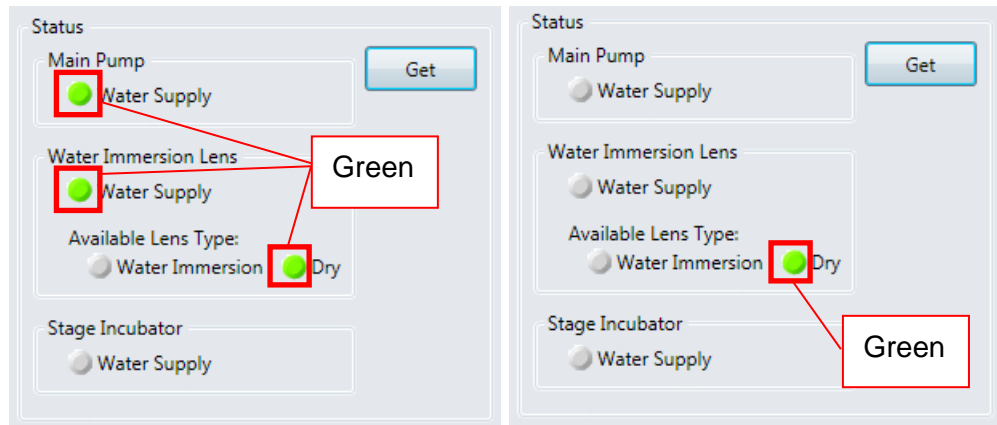 Status
Main Pump
Get
Water Supply
Water Immersion Lens
Green
Water Supply
Available Lens Type:
Water Immersion Dry
Stage Incubator
Water Supply
Status
Main Pump
Get
Water Supply
Water Immersion Lens
Water Supply
Available Lens Type:
Water Immersion Dry
Stage Incubator
Green
Water Supply